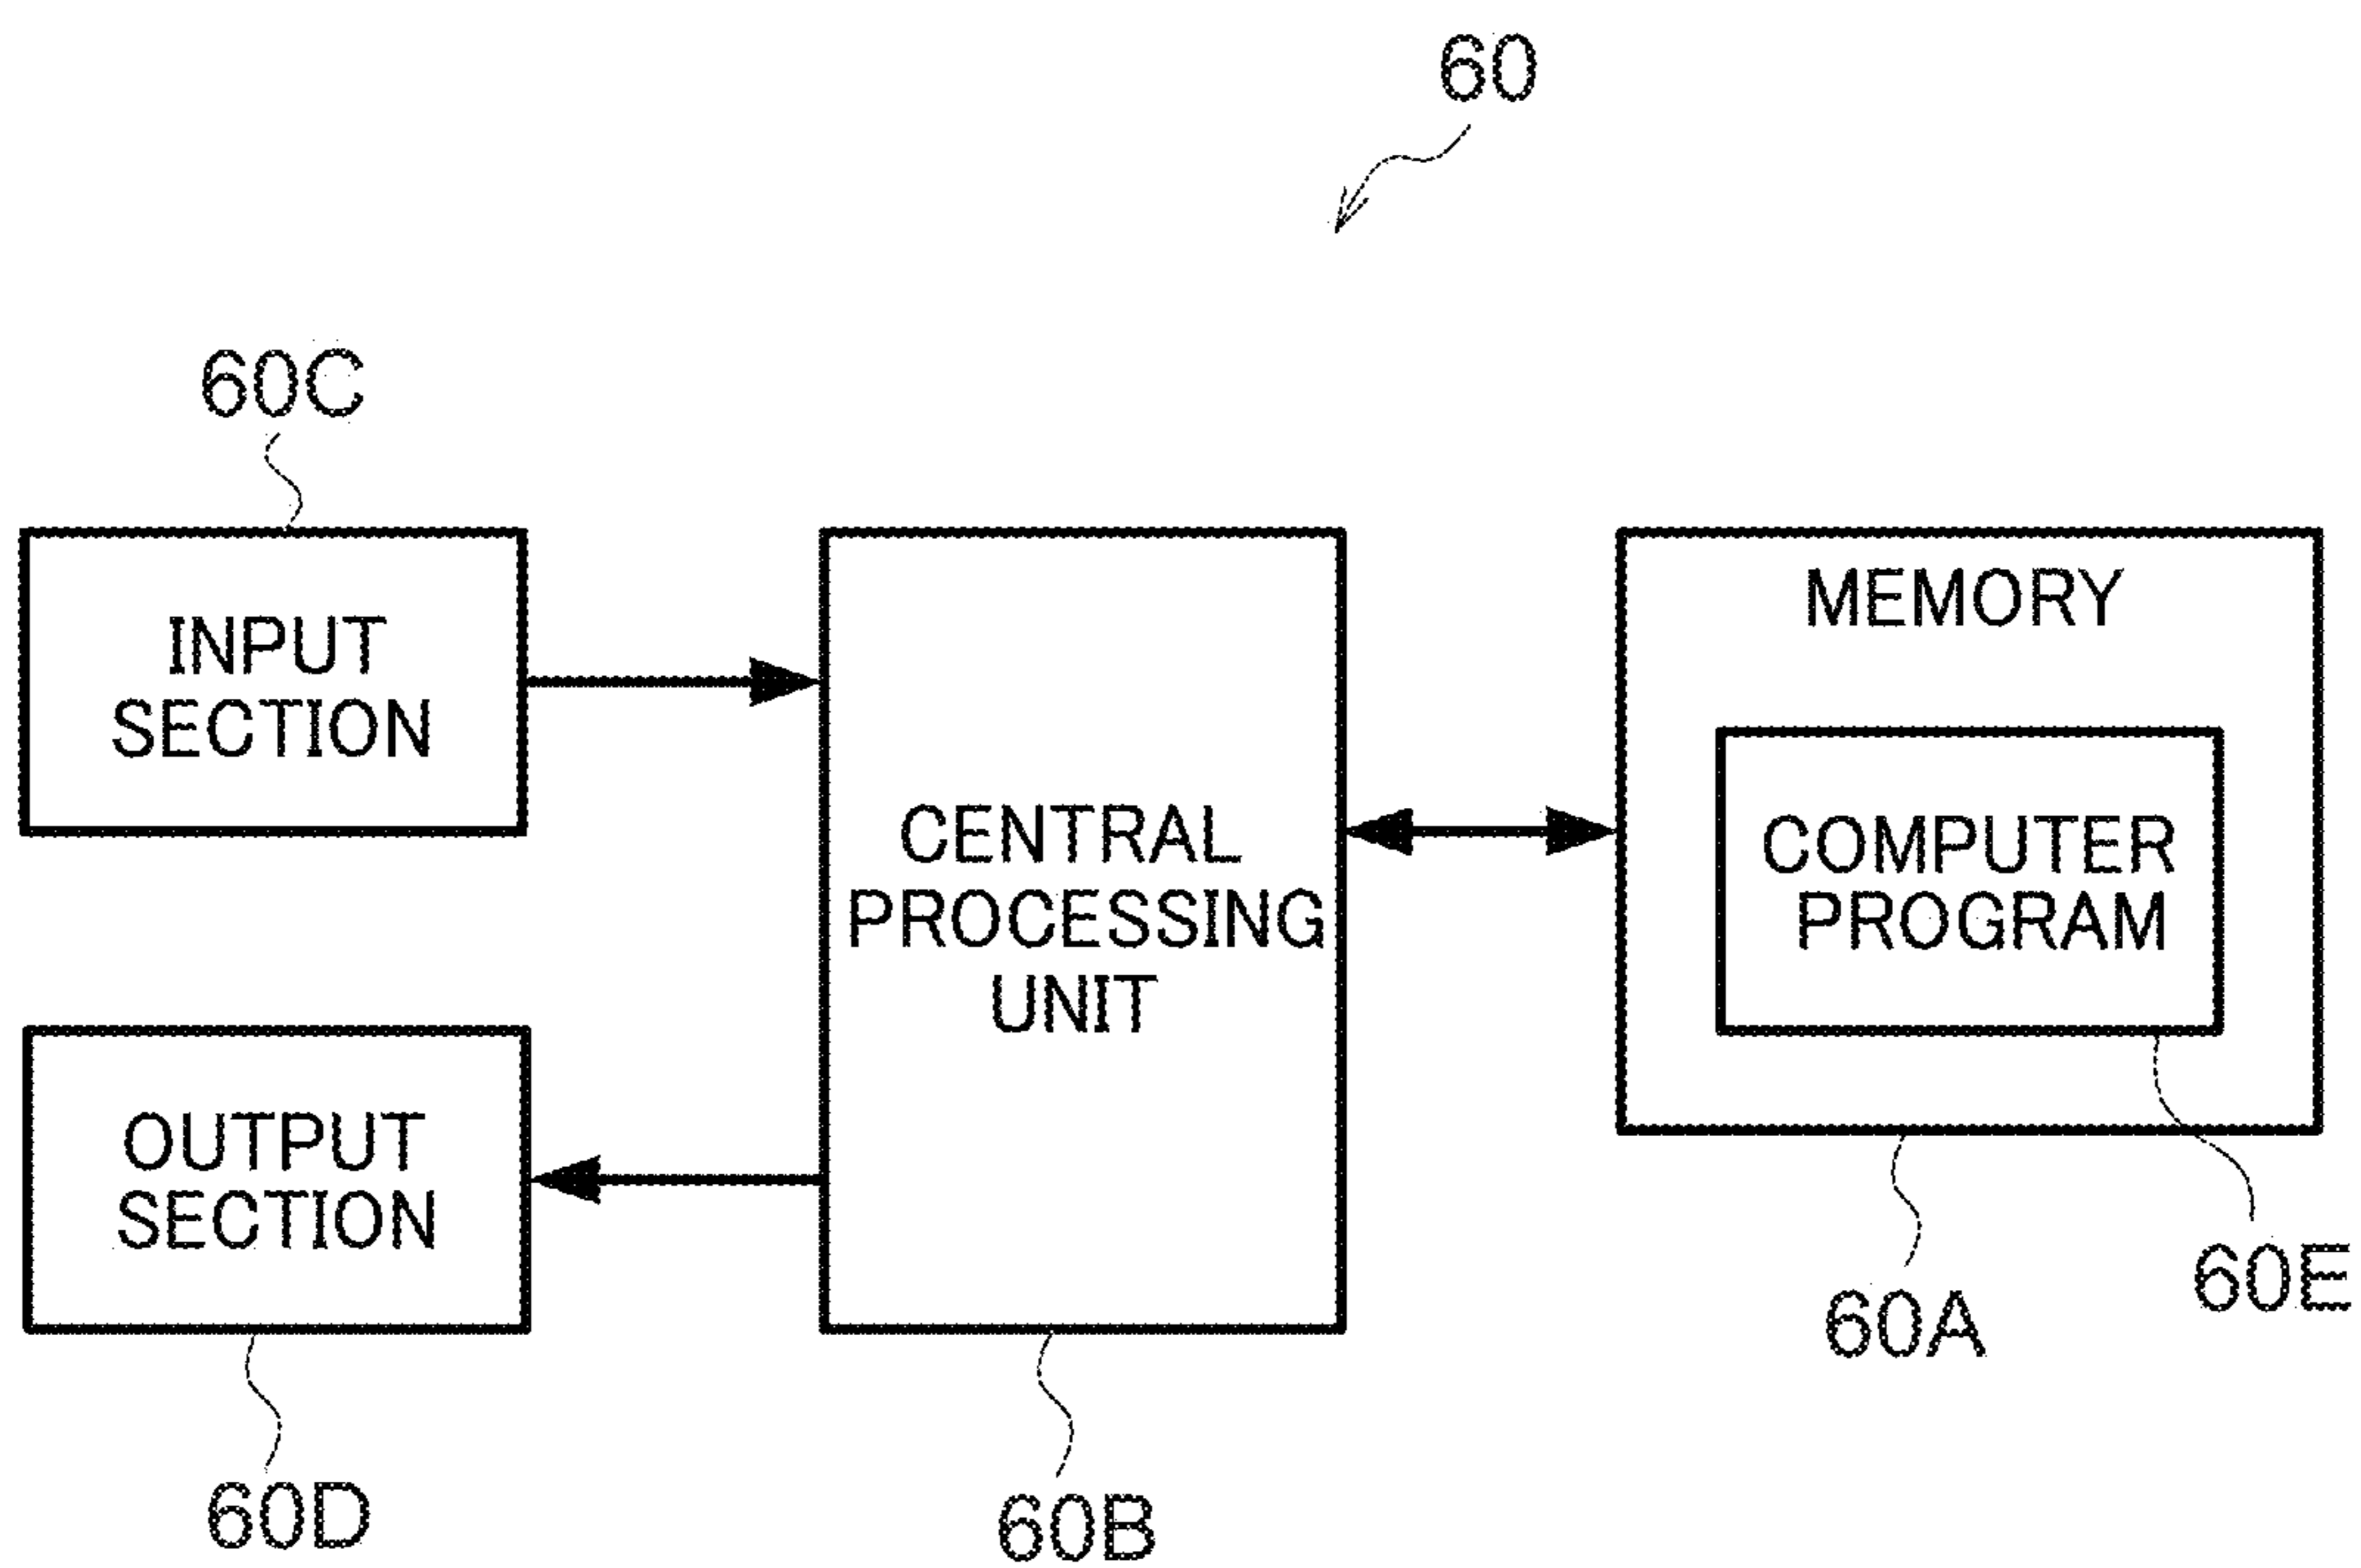 60
60C
INPUT
SECTION
CENTRAL
PROCESSING
UNIT
MEMORY
COMPUTER
PROGRAM
OUTPUT
SECTION
60E
60A
60D
60B